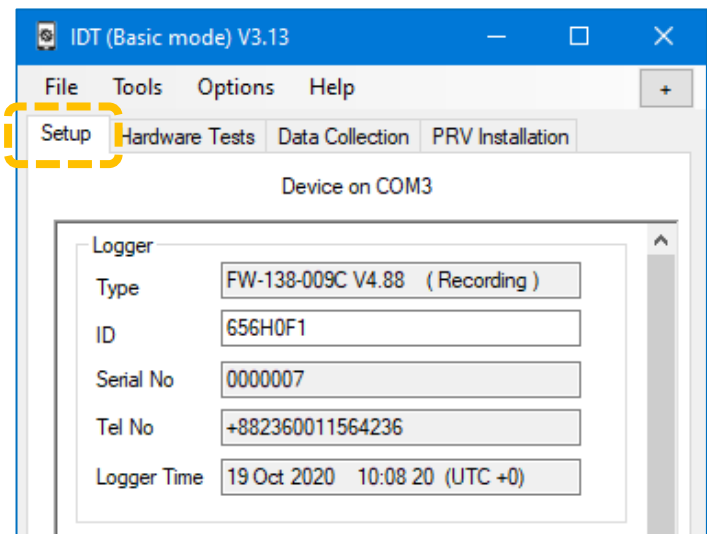 IDT (Basic mode) V3.13
File Tools Options Help +
Setup Hardware Tests Data Collection PRV Installation
Device on COM3
Logger
Type FW-138-009C V4.88 ( Recording )
ID 656H0F1
Serial No 0000007
Tel No +882360011564236
Logger Time 19 Oct 2020 10:08 20 (UTC +0)